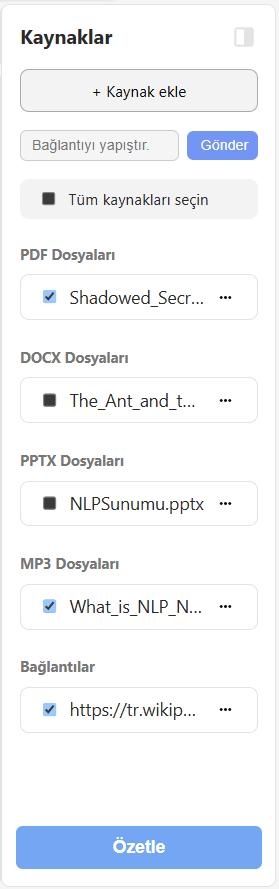 Kaynaklar
+ Kaynak ekle
Bağlantıyı yapıştır.
Gönder
Tüm kaynakları seçin
PDF Dosyaları
Shadowed_Secr...
DOCX Dosyaları
The_Ant_and_t...
PPTX Dosyaları
NLPSunumu.pptx
MP3 Dosyaları
What_is_NLP_N...
Bağlantılar
https://tr.wikip...
Özetle